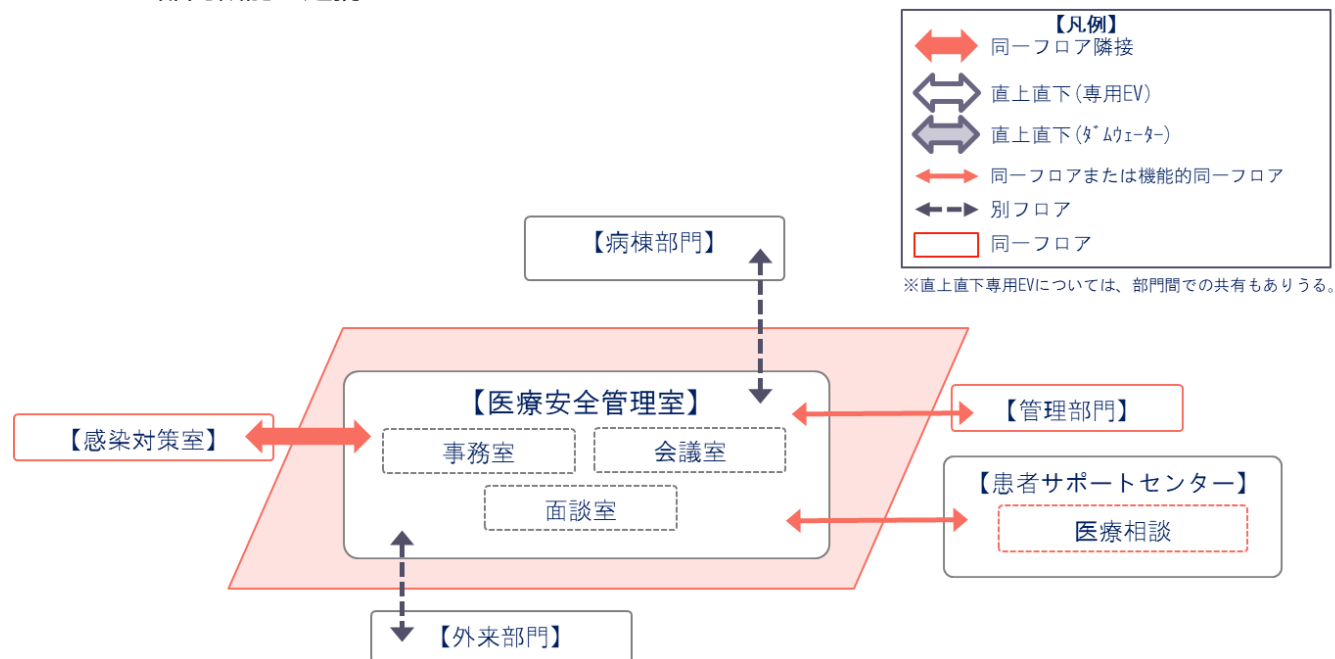 【凡例】
同一フロア隣接
直上直下(専用EV)
直上直下(ﾀﾞﾑｳｪｰﾀｰ)
同一フロアまたは機能的同一フロア
別フロア
同一フロア
※直上直下専用EVについては、部門間での共有もありうる。
【病棟部門】
【医療安全管理室】
事務室
会議室
面談室
【感染対策室】
【管理部門】
【患者サポートセンター】
医療相談
【外来部門】